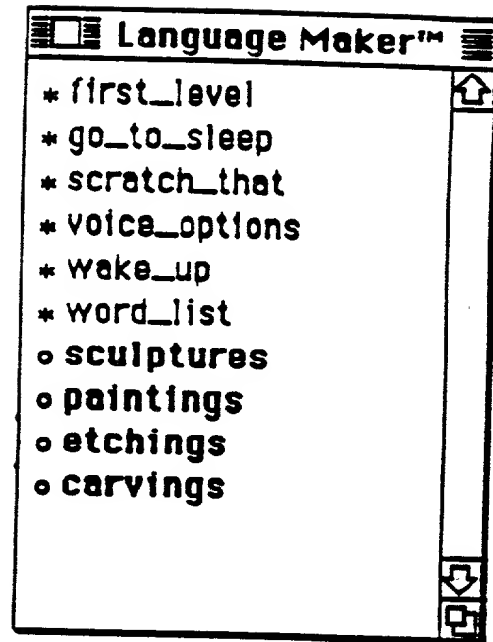 Language Maker™
* first_level
* go_to_sleep
* scratch_that
* voice_options
* wake_up
* word_list
o sculptures
o paintings
o etchings
o carvings